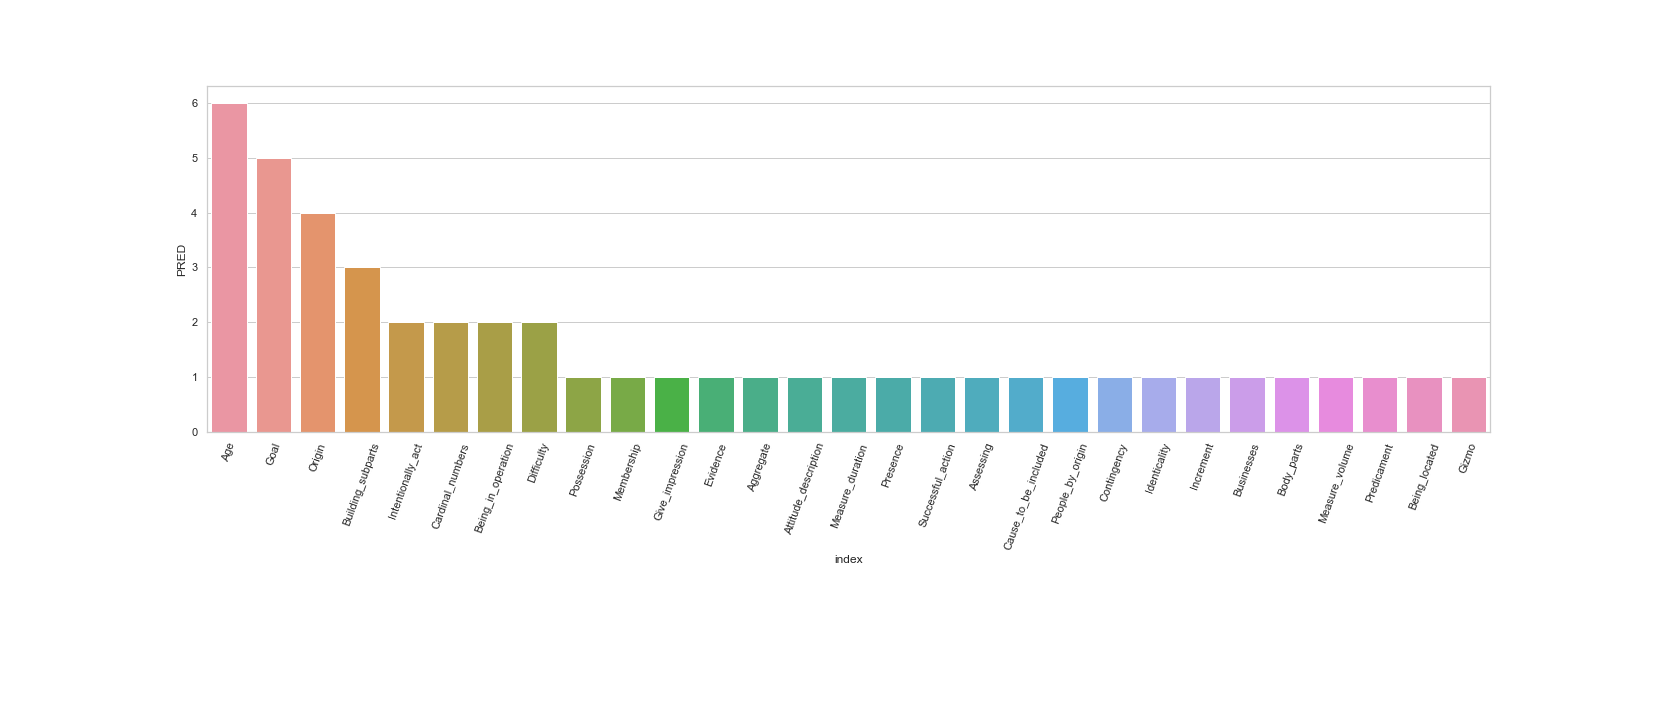 6
5
4
3
2
1
0
PRED
Age
Goal
Origin
Building_subparts
Intentionally_act
Cardinal_numbers
Being_in_operation
Difficulty
Possession
Membership
Give_impression
Evidence
Aggregate
Attitude_description
Measure_duration
Presence
Successful_action
Assessing
Cause_to_be_included
People_by_origin
Contingency
Identicality
Increment
Businesses
Body_parts
Measure_volume
Predicament
Being_located
Gizmo
index